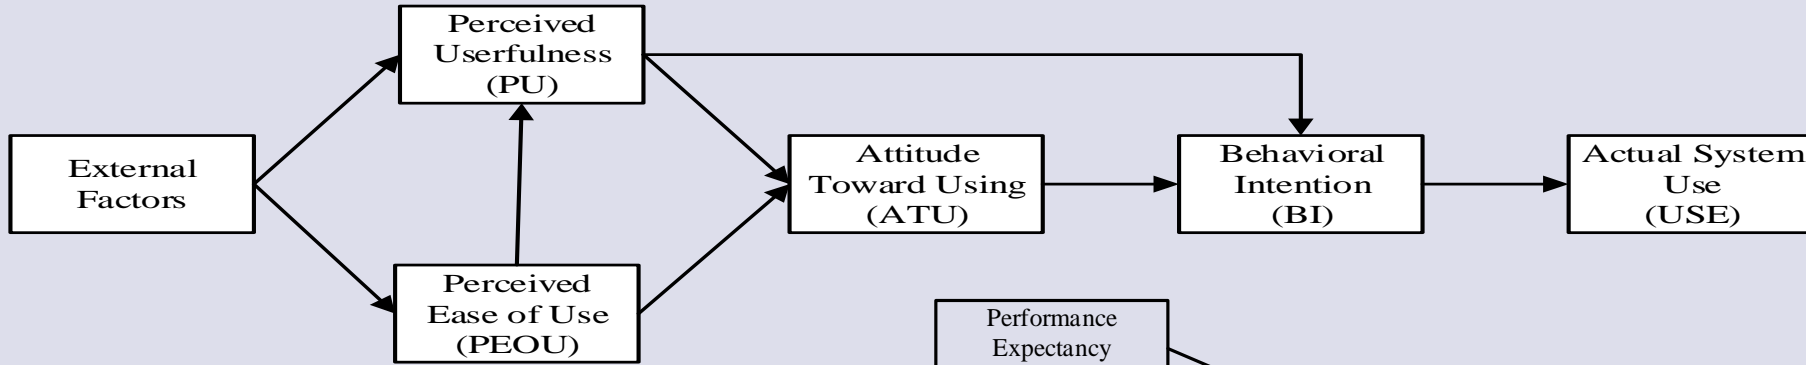 Perceived
Userfulness
(PU)
External
Factors
Perceived
Ease of Use
(PEOU)
Attitude
Toward Using
(ATU)
Behavioral
Intention
(BI)
Actual System
Use
(USE)
Performance
Expectancy